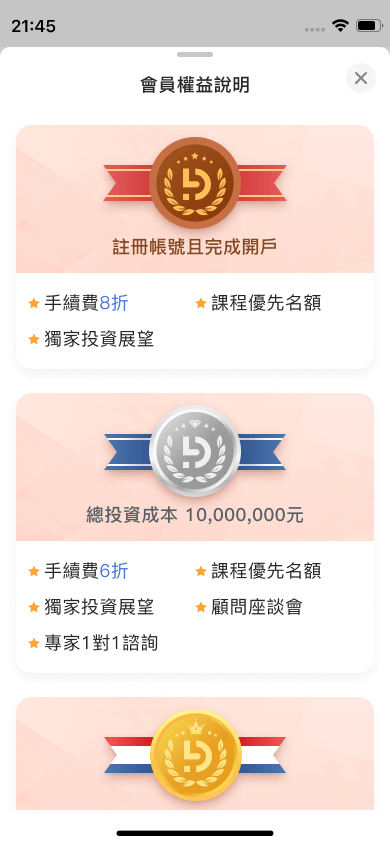 21:45
會員權益說明
註冊帳號且完成開戶
手續費8折
課程優先名額
獨家投資展望
總投資成本 10,000,000元
手續費6折
課程優先名額
獨家投資展望
顧問座談會
專家1對1諮詢